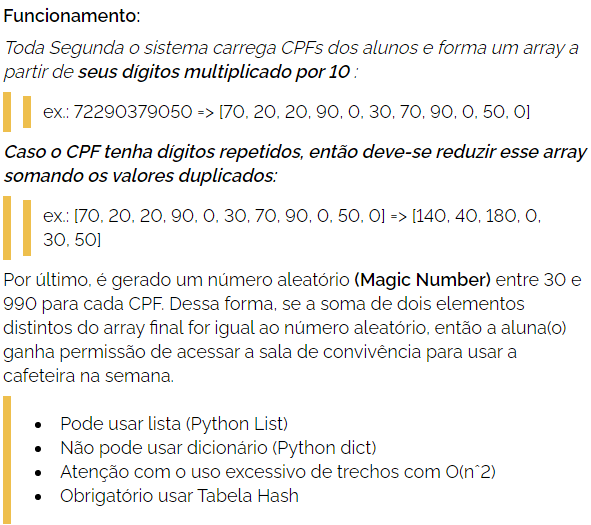 Funcionamento:
Toda Segunda o sistema carrega CPFs dos alunos e forma um array a
partir de seus dígitos multiplicado por 10 :
ex.: 72290379050 => [70, 20, 20, 90, 0, 30, 70, 90, 0, 50, 0]
Caso o CPF tenha dígitos repetidos, então deve-se reduzir esse array
somando os valores duplicados:
ex.: [70, 20, 20, 90, 0, 30, 70, 90, 0, 50, 0] => [140, 40, 180, 0,
30, 50]
Por último, é gerado um número aleatório (Magic Number) entre 30 e
990 para cada CPF. Dessa forma, se a soma de dois elementos
distintos do array final for igual ao número aleatório, então a aluna(o)
ganha permissão de acessar a sala de convivência para usar a
cafeteira na semana.
• Pode usar lista (Python List)
• Não pode usar dicionário (Python dict)
• Atenção com o uso excessivo de trechos com O(n^2)
• Obrigatório usar Tabela Hash